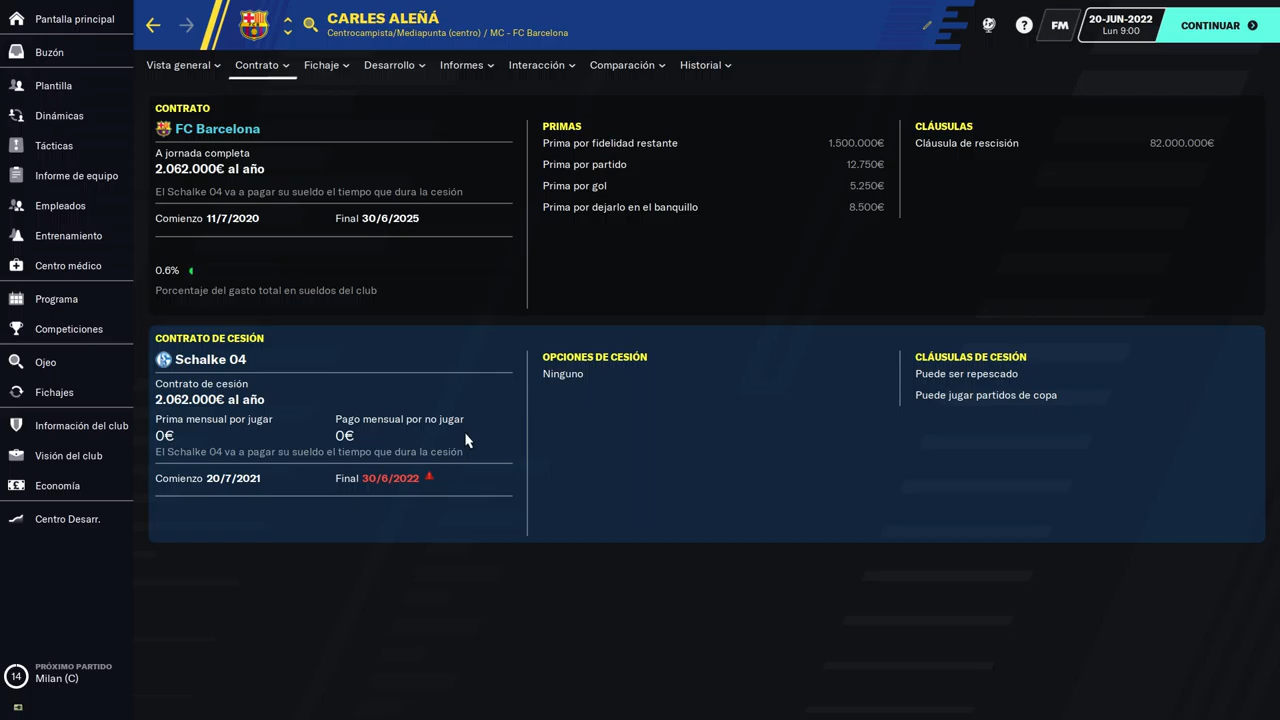 Pantalla principal
Buzón
Plantilla
Dinámicas
Tácticas
Informe de equipo
Empleados
Entrenamiento
Centro médico
Programa
Competiciones
Ojeo
Fichajes
Información del club
Visión del club
Economía
Centro Desarr.
14
PRÓXIMO PARTIDO
Milan (C)
CARLES ALEÑÁ
Centrocampista/Mediapunta (centro) / MC - FC Barcelona
?
FM
20-JUN-2022
Lun 9:00
CONTINUAR
Vista general
Contrato
Fichaje
Desarrollo
Informes
Interacción
Comparación
Historial
CONTRATO
FC Barcelona
A jornada completa
2.062.000€ al año
El Schalke 04 va a pagar su sueldo el tiempo que dura la cesión
Comienzo 11/7/2020 Final 30/6/2025
0.6%
Porcentaje del gasto total en sueldos del club
PRIMAS
Prima por fidelidad restante 1.500.000€
Prima por partido 12.750€
Prima por gol 5.250€
Prima por dejarlo en el banquillo 8.500€
CLÁUSULAS
Cláusula de rescisión 82.000.000€
CONTRATO DE CESIÓN
Schalke 04
Contrato de cesión
2.062.000€ al año
Prima mensual por jugar Pago mensual por no jugar
0€ 0€
El Schalke 04 va a pagar su sueldo el tiempo que dura la cesión
Comienzo 20/7/2021 Final 30/6/2022
OPCIONES DE CESIÓN
Ninguno
CLÁUSULAS DE CESIÓN
Puede ser repescado
Puede jugar partidos de copa